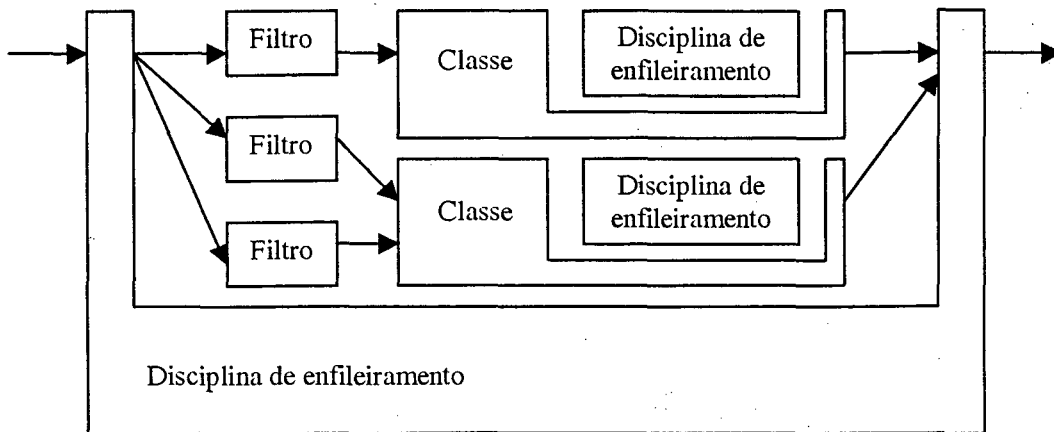 Filtro
Classe
Disciplina de
enfileiramento
Filtro
Filtro
Classe
Disciplina de
enfileiramento
Disciplina de enfileiramento